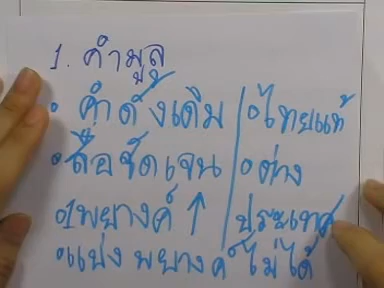 1. คำมูล
• คำดั้งเดิม | • ไทยแท้
• สื่อชัดเจน | • ต่าง
• 1พยางค์ ↑ | ประเทศ
• แบ่งพยางค์ไม่ได้